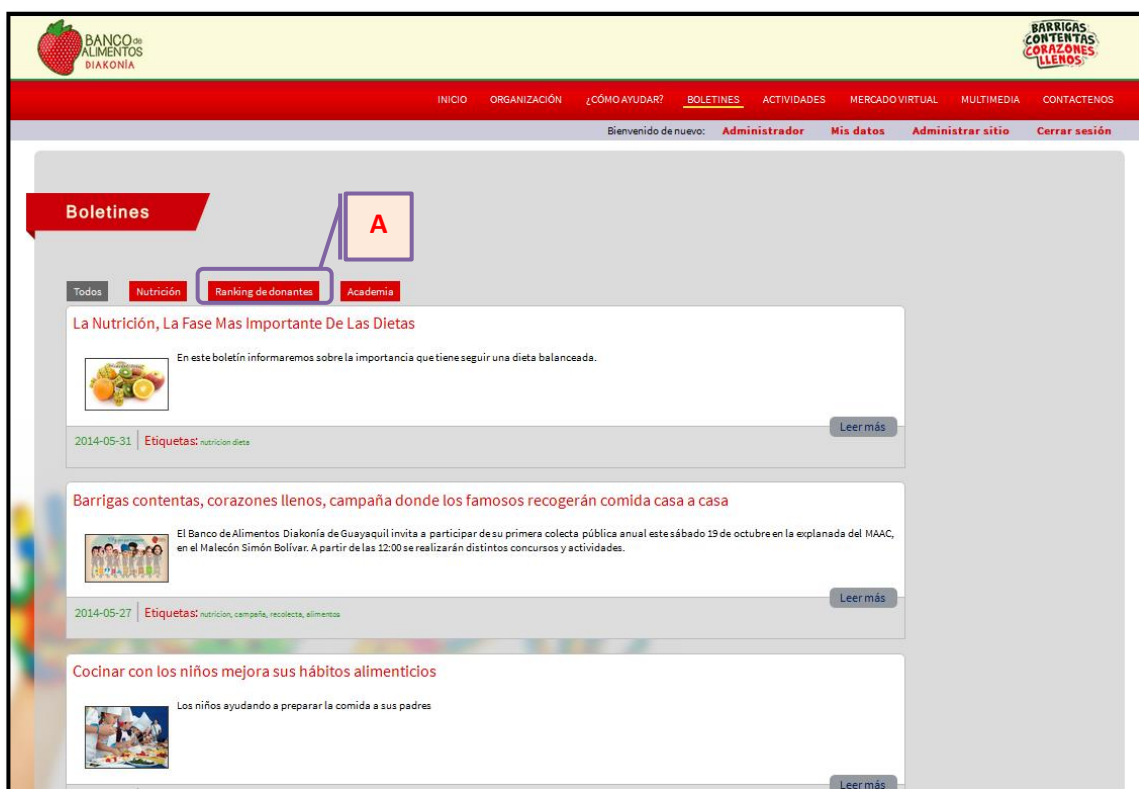 BANCO de
ALIMENTOS
DIAKONÍA
BARRIGAS
CONTENTAS
CORAZONES
LLENOS
INICIO ORGANIZACIÓN ¿CÓMO AYUDAR? BOLETINES ACTIVIDADES MERCADO VIRTUAL MULTIMEDIA CONTACTENOS
Bienvenido de nuevo: Administrador Mis datos Administrar sitio Cerrar sesión
Boletines
A
Todos Nutrición Ranking de donantes Academia
La Nutrición, La Fase Mas Importante De Las Dietas
En este boletín informaremos sobre la importancia que tiene seguir una dieta balanceada.
Leer más
2014-05-31 Etiquetas: nutricion dieta
Barrigas contentas, corazones llenos, campaña donde los famosos recogerán comida casa a casa
El Banco de Alimentos Diakonía de Guayaquil invita a participar de su primera colecta pública anual este sábado 19 de octubre en la explanada del MAAC,
en el Malecón Simón Bolívar. A partir de las 12:00 se realizarán distintos concursos y actividades.
Leer más
2014-05-27 Etiquetas: nutricion, campaña, recolecta, alimentos
Cocinar con los niños mejora sus hábitos alimenticios
Los niños ayudando a preparar la comida a sus padres
Leer más